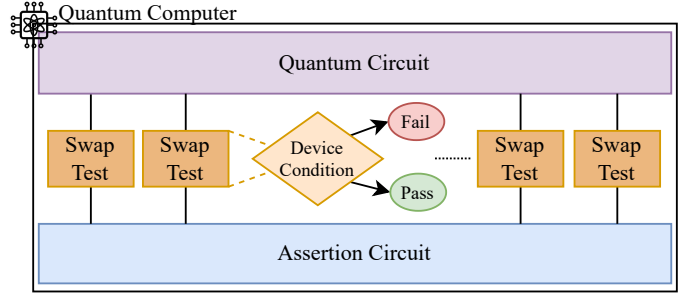 Quantum Computer
Quantum Circuit
Swap
Test
Swap
Test
Device
Condition
Fail
Pass
Swap
Test
Swap
Test
Assertion Circuit